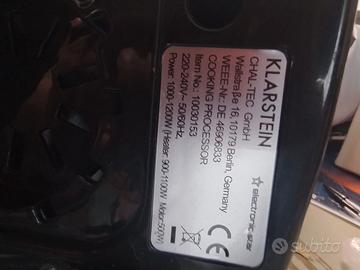 KLARSTEIN
electronic-star
CHAL-TEC GmbH
Wallstraße 16, 10179 Berlin, Germany
WEEE-Nr.: DE 46906833
COOKING PROCESSOR
Item No.: 10030153
220-240V~ 50/60Hz
Power: 1000-1200W (Heater: 900-1100W Motor:500W)
CE
subito